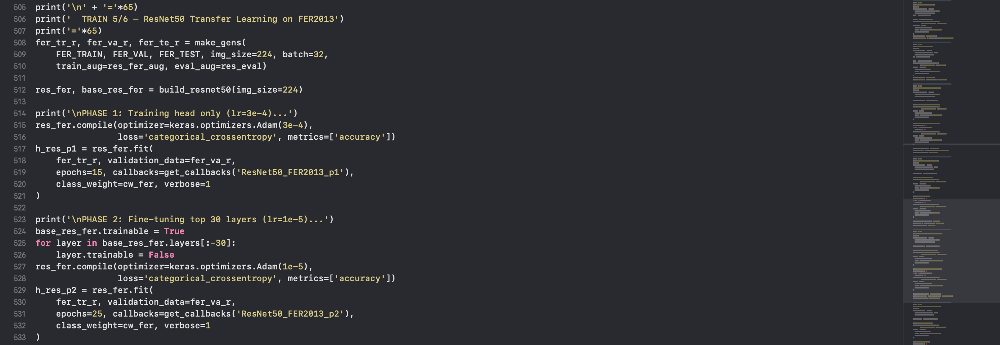 505 print('\n' + '='*65)
506 print('  TRAIN 5/6 — ResNet50 Transfer Learning on FER2013')
507 print('='*65)
508 fer_tr_r, fer_va_r, fer_te_r = make_gens(
509     FER_TRAIN, FER_VAL, FER_TEST, img_size=224, batch=32,
510     train_aug=res_fer_aug, eval_aug=res_eval)
511
512 res_fer, base_res_fer = build_resnet50(img_size=224)
513
514 print('\nPHASE 1: Training head only (lr=3e-4)...')
515 res_fer.compile(optimizer=keras.optimizers.Adam(3e-4),
516                 loss='categorical_crossentropy', metrics=['accuracy'])
517 h_res_p1 = res_fer.fit(
518     fer_tr_r, validation_data=fer_va_r,
519     epochs=15, callbacks=get_callbacks('ResNet50_FER2013_p1'),
520     class_weight=cw_fer, verbose=1
521 )
522
523 print('\nPHASE 2: Fine-tuning top 30 layers (lr=1e-5)...')
524 base_res_fer.trainable = True
525 for layer in base_res_fer.layers[:-30]:
526     layer.trainable = False
527 res_fer.compile(optimizer=keras.optimizers.Adam(1e-5),
528                 loss='categorical_crossentropy', metrics=['accuracy'])
529 h_res_p2 = res_fer.fit(
530     fer_tr_r, validation_data=fer_va_r,
531     epochs=25, callbacks=get_callbacks('ResNet50_FER2013_p2'),
532     class_weight=cw_fer, verbose=1
533 )